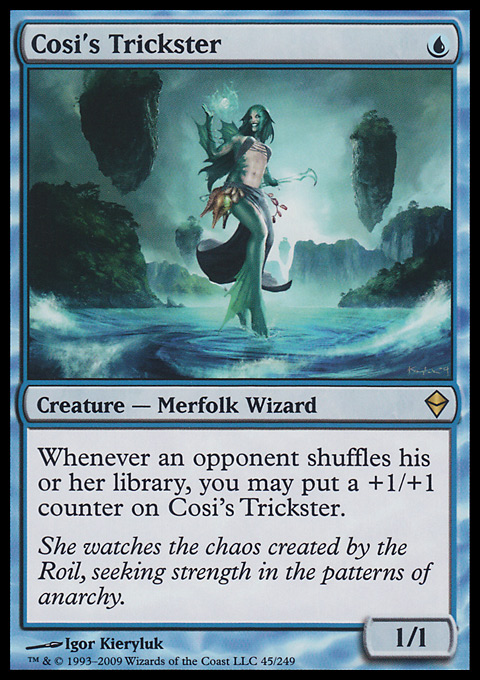 Cosi's Trickster
Creature — Merfolk Wizard
Whenever an opponent shuffles his
or her library, you may put a +1/+1
counter on Cosi's Trickster.
She watches the chaos created by the
Roil, seeking strength in the patterns of
anarchy.
1/1
Igor Kieryluk
™ & © 1993–2009 Wizards of the Coast LLC 45/249